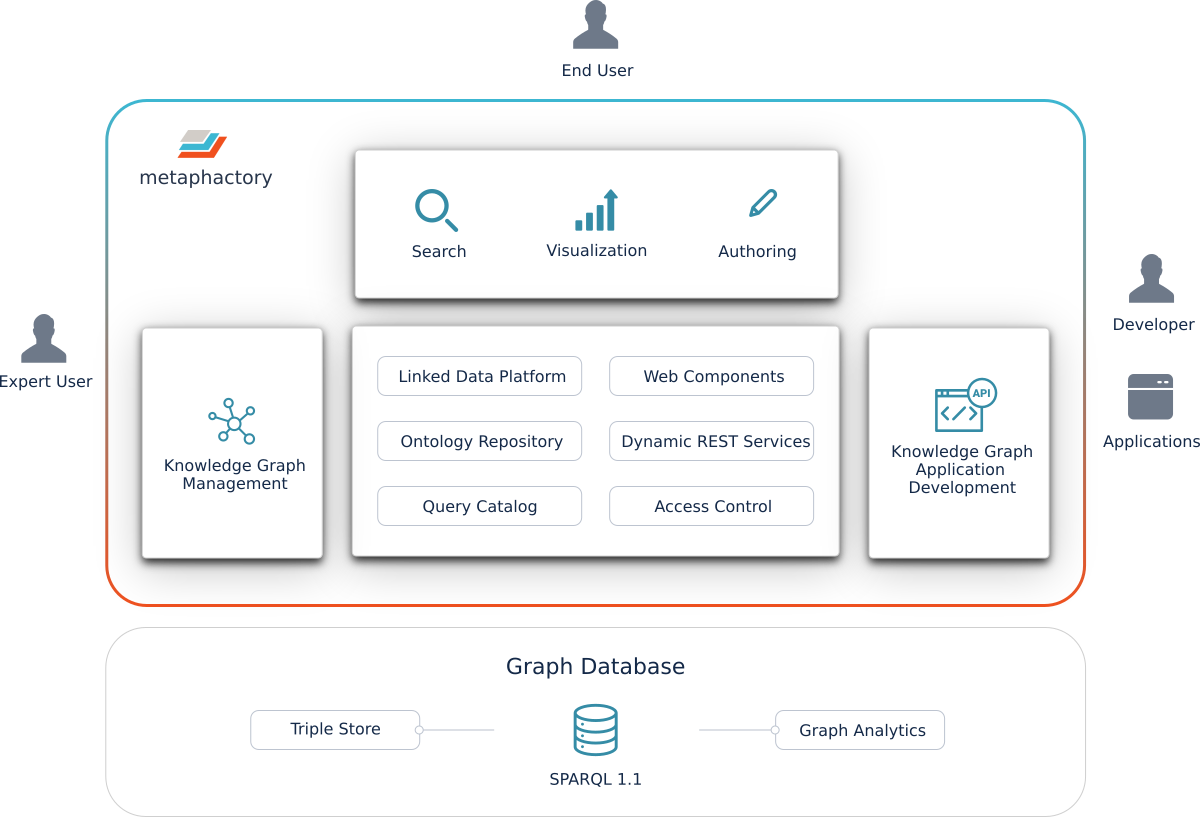 End User
metaphactory
Search
Visualization
Authoring
Developer
Expert User
Linked Data Platform
Web Components
API
Applications
Ontology Repository
Dynamic REST Services
Knowledge Graph
Management
Knowledge Graph
Application
Development
Query Catalog
Access Control
Graph Database
Triple Store
Graph Analytics
SPARQL 1.1